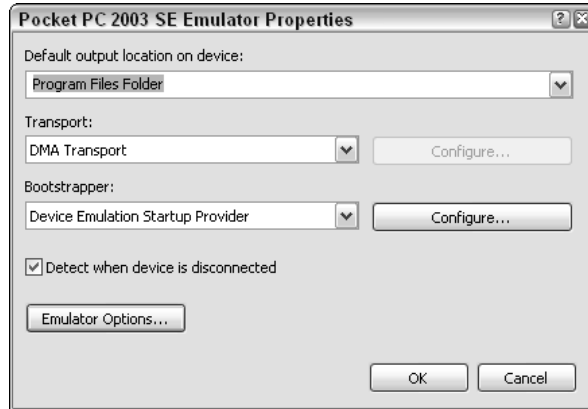 Pocket PC 2003 SE Emulator Properties
Default output location on device:
Program Files Folder
Transport:
DMA Transport
Configure...
Bootstrapper:
Device Emulation Startup Provider
Configure...
Detect when device is disconnected
Emulator Options...
OK
Cancel